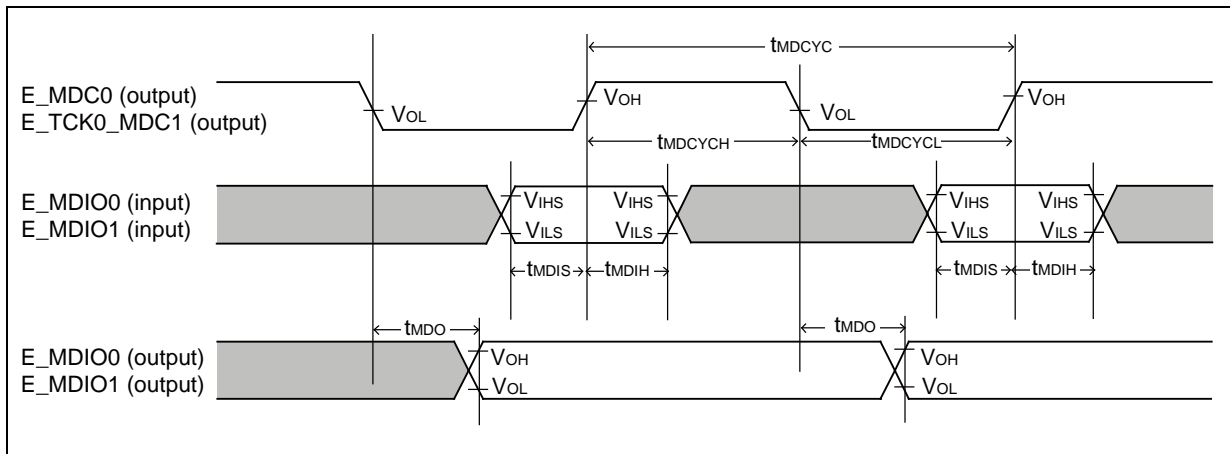 tMDCYC
E_MDC0 (output)
E_TCK0_MDC1 (output)
VOL
VOH
VOL
VOH
tMDCYCH
tMDCYCL
E_MDIO0 (input)
E_MDIO1 (input)
VIHS
VIHS
VIHS
VIHS
VILS
VILS
VILS
VILS
tMDIS
tMDIH
tMDIS
tMDIH
tMDO
tMDO
E_MDIO0 (output)
E_MDIO1 (output)
VOH
VOH
VOL
VOL